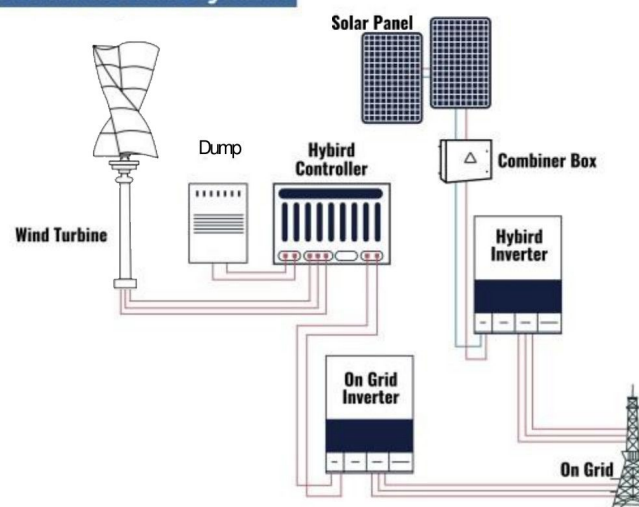 Solar Panel
Dump
Hybird
Controller
Combiner Box
Wind Turbine
Hybird
Inverter
On Grid
Inverter
On Grid